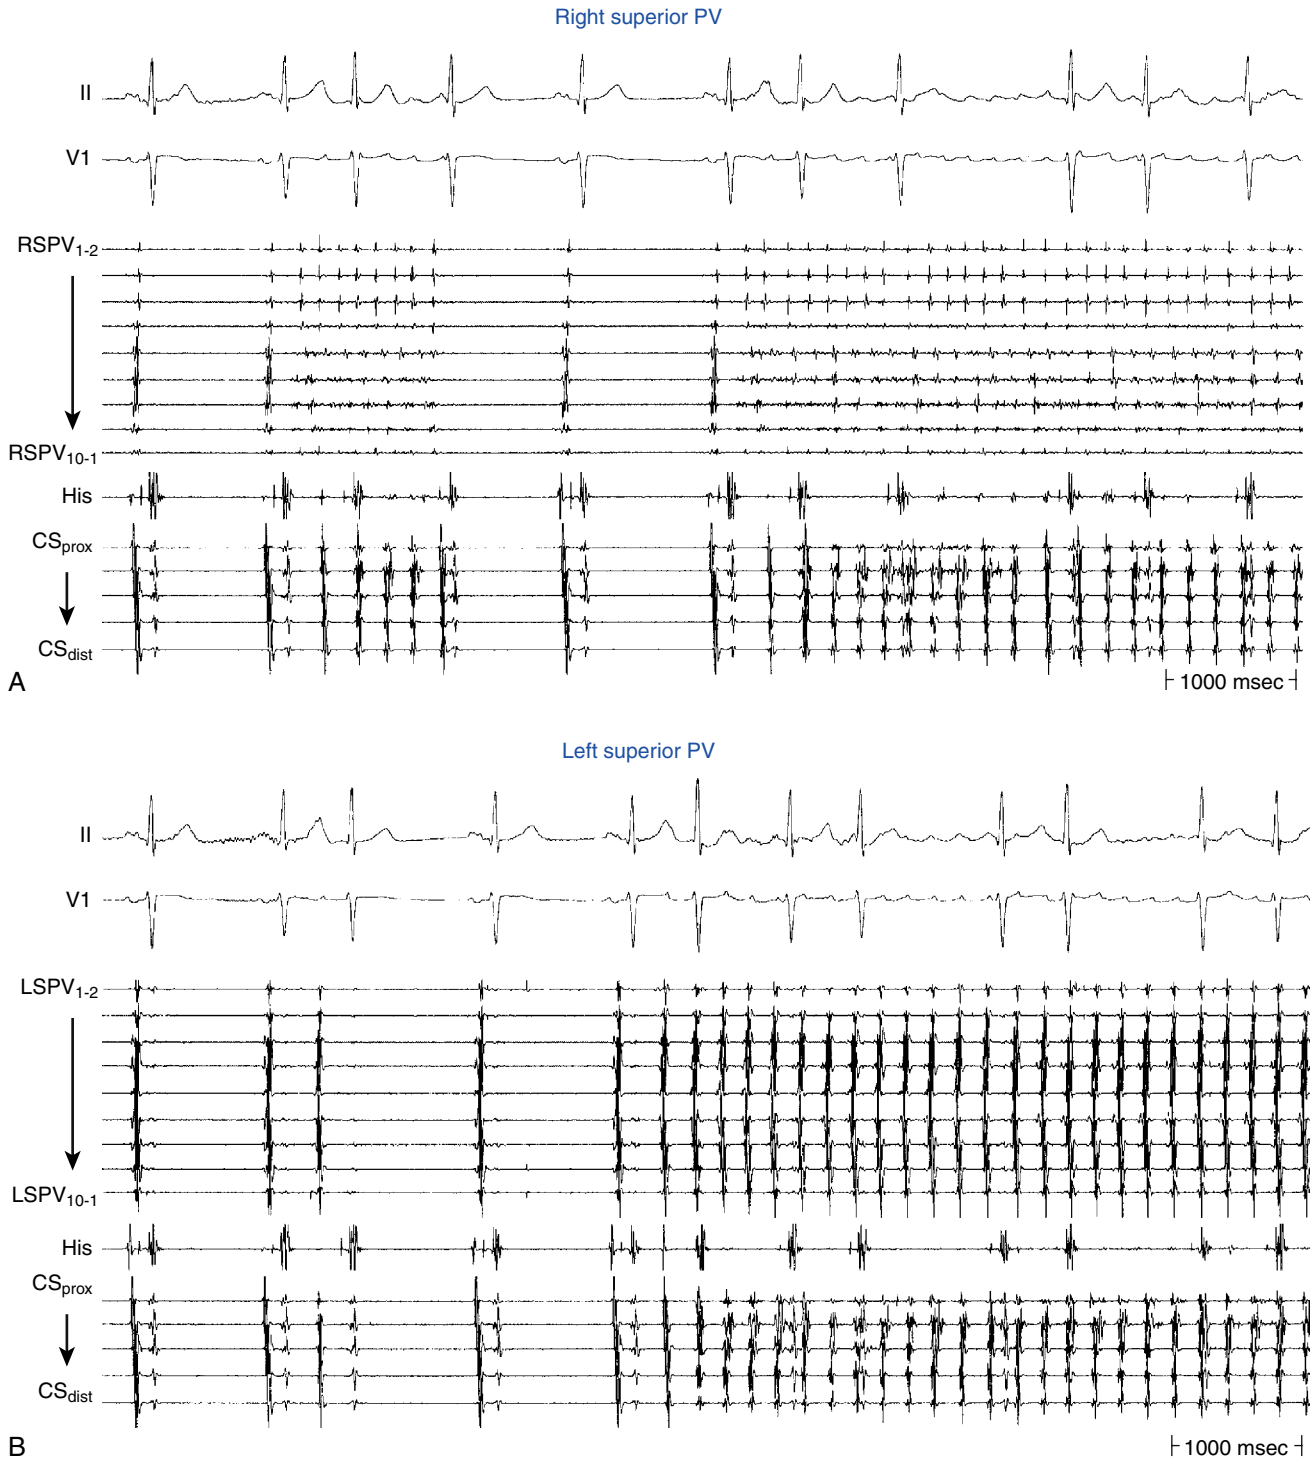 Right superior PV
II
V1
RSPV1-2
RSPV10-1
His
CSprox
CSdist
A
1000 msec
Left superior PV
II
V1
LSPV1-2
LSPV10-1
His
CSprox
CSdist
B
1000 msec